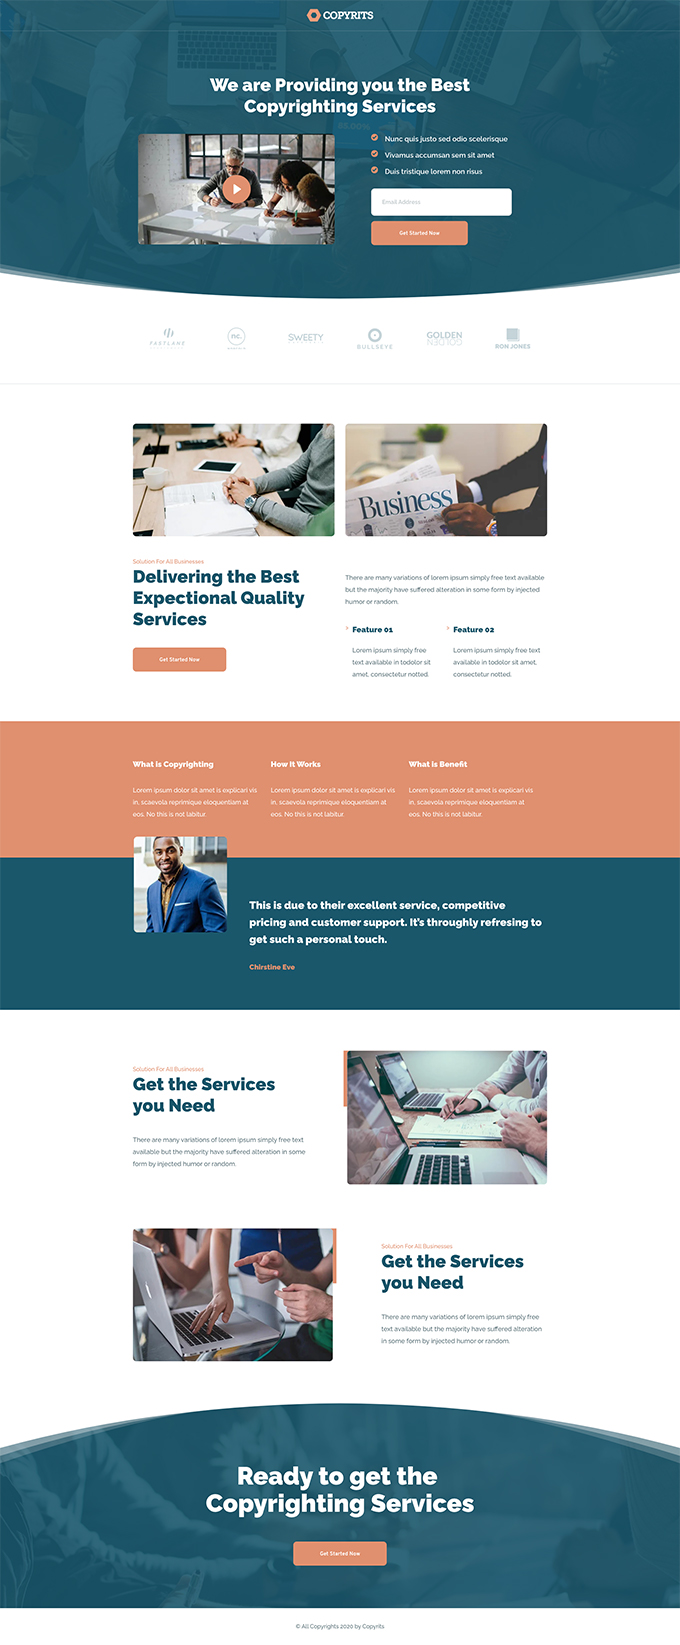 COPYRITS
We are Providing you the Best
Copyrighting Services
Nunc quis justo sed odio scelerisque
Vivamus accumsan sem sit amet
Duis tristique lorem non risus
Email Address
Get Started Now
FASTLANE
nc.
SWEETY
BULLSEYE
GOLDEN
GOLDEN
RON JONES
Business
Solution For All Businesses
Delivering the Best
Expectional Quality
Services
Get Started Now
There are many variations of lorem ipsum simply free text available
but the majority have suffered alteration in some form by injected
humor or random.
Feature 01
Lorem ipsum simply free
text available in todolor sit
amet, consectetur notted.
Feature 02
Lorem ipsum simply free
text available in todolor sit
amet, consectetur notted.
What is Copyrighting
Lorem ipsum dolor sit amet is explicari vis
in, scaevola reprimique eloquentiam at
eos. No this is not labitur.
How It Works
Lorem ipsum dolor sit amet is explicari vis
in, scaevola reprimique eloquentiam at
eos. No this is not labitur.
What is Benefit
Lorem ipsum dolor sit amet is explicari vis
in, scaevola reprimique eloquentiam at
eos. No this is not labitur.
This is due to their excellent service, competitive
pricing and customer support. It's throughly refresing to
get such a personal touch.
Chirstine Eve
Solution For All Businesses
Get the Services
you Need
There are many variations of lorem ipsum simply free text
available but the majority have suffered alteration in some
form by injected humor or random.
Solution For All Businesses
Get the Services
you Need
There are many variations of lorem ipsum simply free
text available but the majority have suffered alteration
in some form by injected humor or random.
Ready to get the
Copyrighting Services
Get Started Now
© All Copyrights 2020 by Copyrits